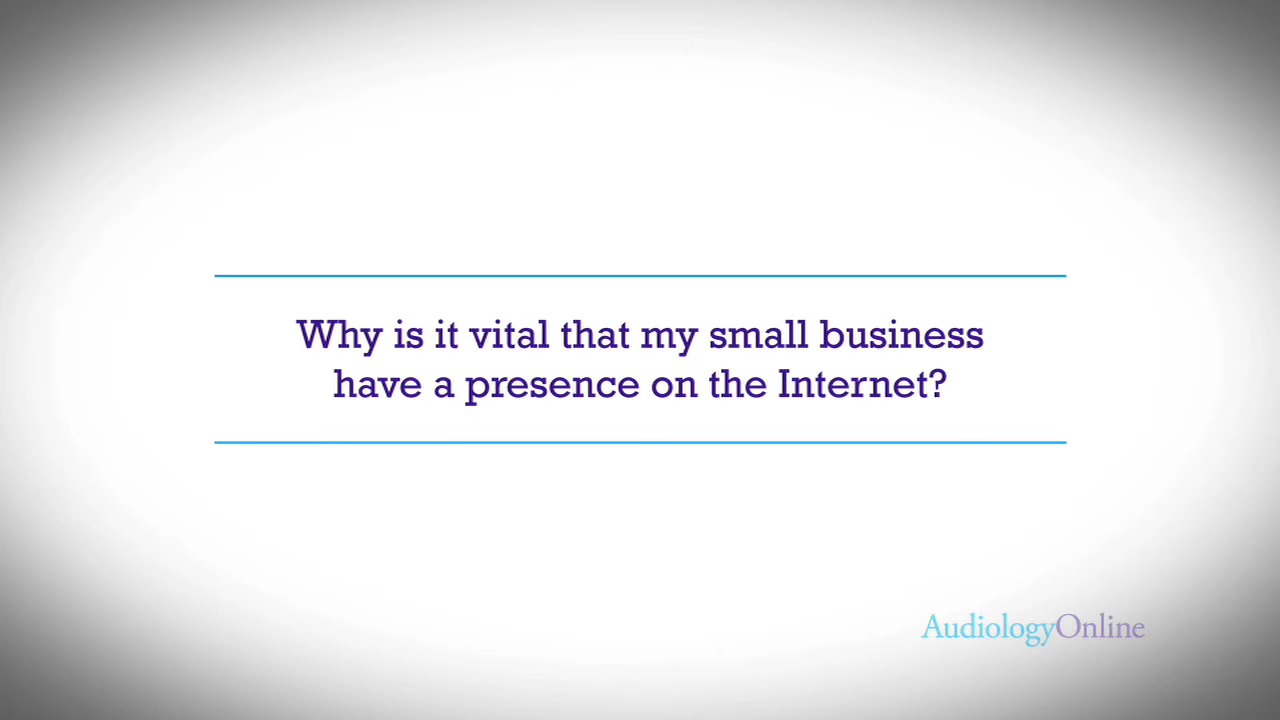 Why is it vital that my small business
have a presence on the Internet?
AudiologyOnline